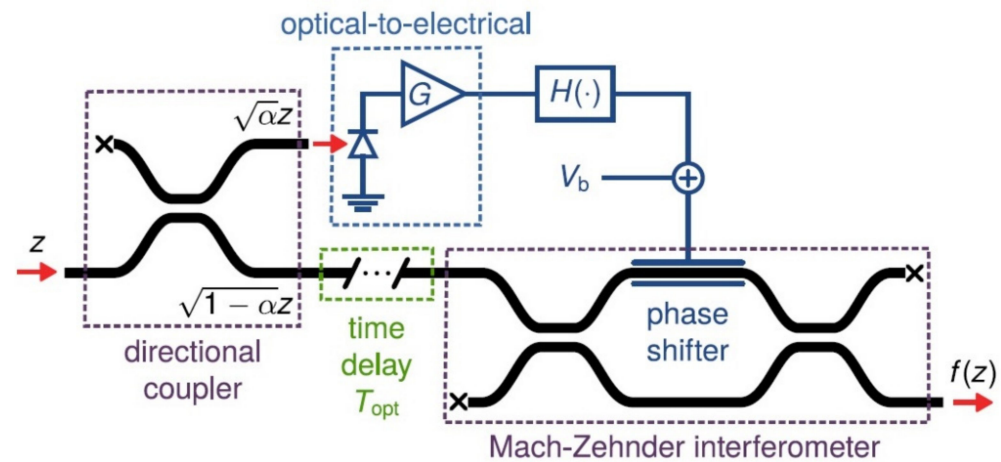 optical-to-electrical
√αz
G
H(·)
V_b
+
z
√1 − αz
···
time
delay
T_opt
phase
shifter
directional
coupler
f(z)
Mach-Zehnder interferometer